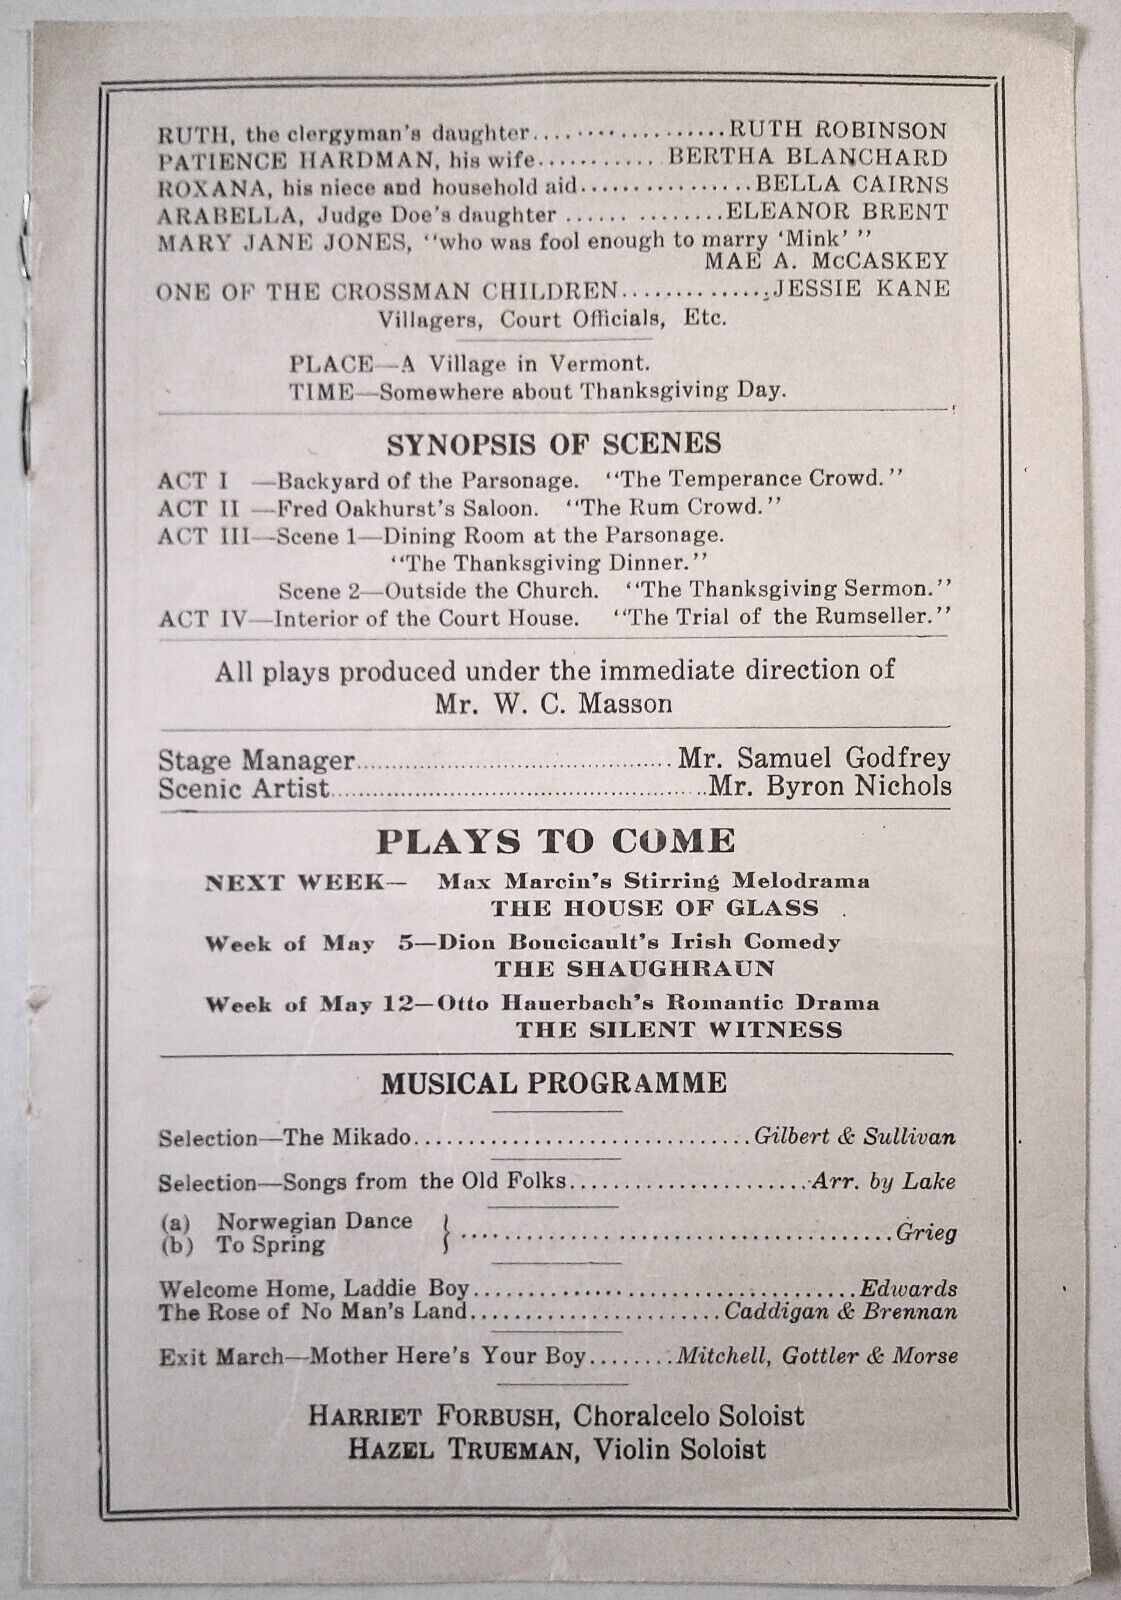 RUTH, the clergyman's daughter...................RUTH ROBINSON
PATIENCE HARDMAN, his wife............BERTHA BLANCHARD
ROXANA, his niece and household aid................BELLA CAIRNS
ARABELLA, Judge Doe's daughter ...... .............ELEANOR BRENT
MARY JANE JONES, "who was fool enough to marry 'Mink' "
MAE A. McCASKEY
ONE OF THE CROSSMAN CHILDREN..............JESSIE KANE
Villagers, Court Officials, Etc.
PLACE—A Village in Vermont.
TIME—Somewhere about Thanksgiving Day.
SYNOPSIS OF SCENES
ACT I —Backyard of the Parsonage. "The Temperance Crowd."
ACT II —Fred Oakhurst's Saloon. "The Rum Crowd."
ACT III—Scene 1—Dining Room at the Parsonage.
"The Thanksgiving Dinner."
Scene 2—Outside the Church. "The Thanksgiving Sermon."
ACT IV—Interior of the Court House. "The Trial of the Rumseller."
All plays produced under the immediate direction of
Mr. W. C. Masson
Stage Manager.............................................Mr. Samuel Godfrey
Scenic Artist..................................................Mr. Byron Nichols
PLAYS TO COME
NEXT WEEK— Max Marcin's Stirring Melodrama
THE HOUSE OF GLASS
Week of May 5—Dion Boucicault's Irish Comedy
THE SHAUGHRAUN
Week of May 12—Otto Hauerbach's Romantic Drama
THE SILENT WITNESS
MUSICAL PROGRAMME
Selection—The Mikado...............................Gilbert & Sullivan
Selection—Songs from the Old Folks......................Arr. by Lake
(a) Norwegian Dance
(b) To Spring } .......................................Grieg
Welcome Home, Laddie Boy...................................Edwards
The Rose of No Man's Land........................Caddigan & Brennan
Exit March—Mother Here's Your Boy........Mitchell, Gottler & Morse
HARRIET FORBUSH, Choralcelo Soloist
HAZEL TRUEMAN, Violin Soloist